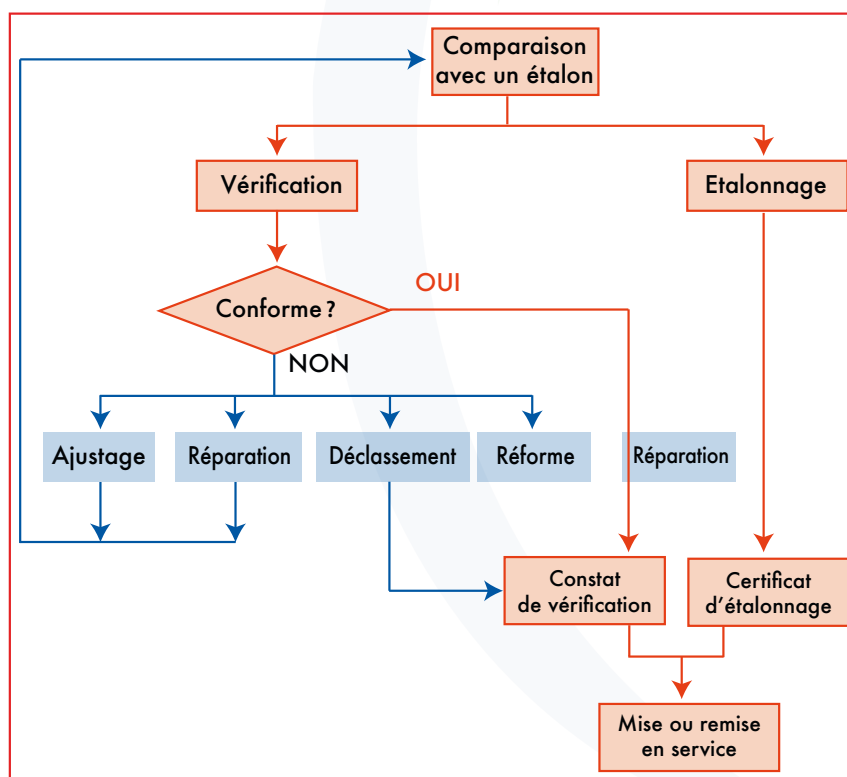 Comparaison
avec un étalon
Vérification
Etalonnage
Conforme ?
OUI
NON
Ajustage
Réparation
Déclassement
Réforme
Réparation
Constat
de vérification
Certificat
d'étalonnage
Mise ou remise
en service